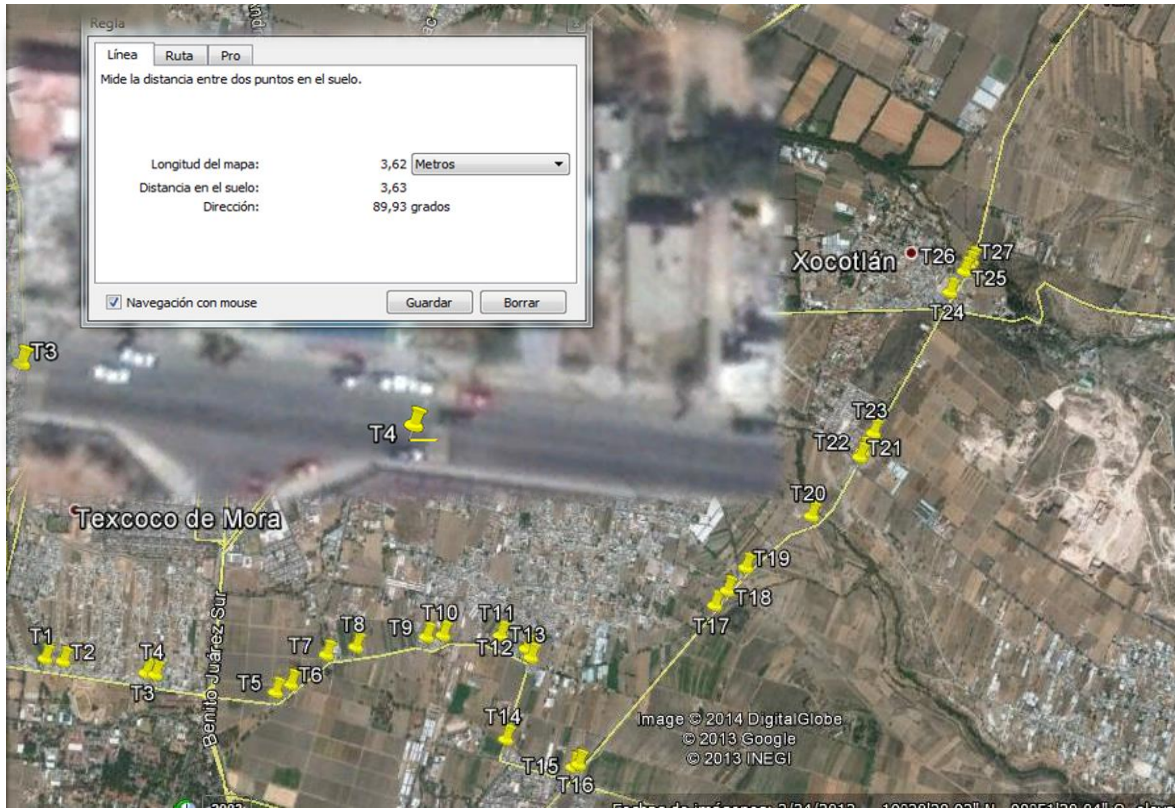 Regla
Línea
Ruta
Pro
Mide la distancia entre dos puntos en el suelo.
Longitud del mapa: 3,62 Metros
Distancia en el suelo: 3,63
Dirección: 89,93 grados
Navegación con mouse
Guardar
Borrar
Xocotlán
T26
T27
T25
T24
T3
T4
T23
T22
T21
T20
Texcoco de Mora
T19
T18
T17
Benito Juárez Sur
T1
T2
T3
T4
T5
T6
T7
T8
T9
T10
T11
T12
T13
T14
T15
T16
Image © 2014 DigitalGlobe
© 2013 Google
© 2013 INEGI